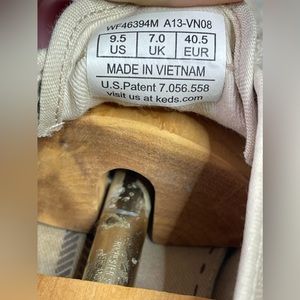 WF46394M A13-VN08
9.5 7.0 40.5
US UK EUR
MADE IN VIETNAM
U.S.Patent 7.056.558
visit us at keds.com